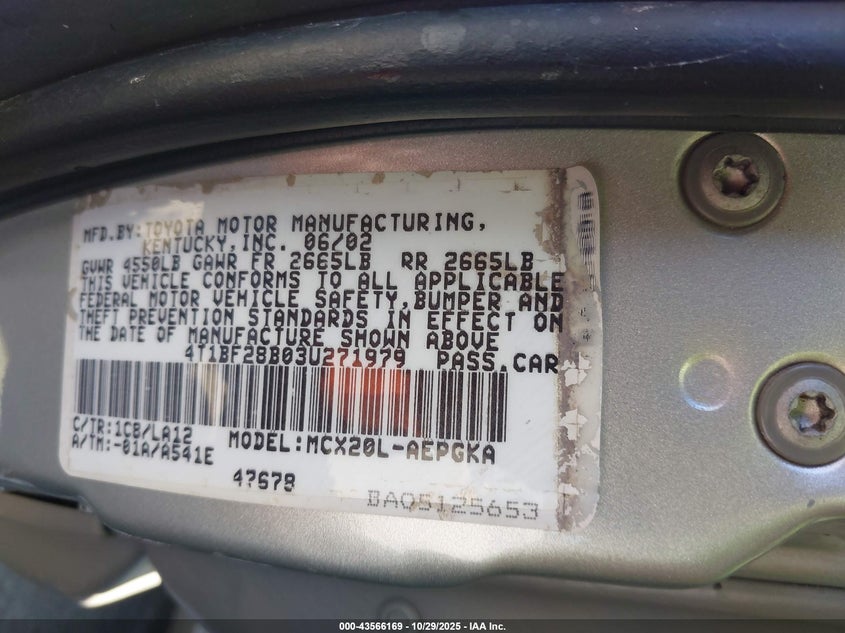 MFD.BY:TOYOTA MOTOR MANUFACTURING,
KENTUCKY,INC. 06/02
GVWR 4550LB GAWR FR 2665LB RR 2665LB
THIS VEHICLE CONFORMS TO ALL APPLICABLE
FEDERAL MOTOR VEHICLE SAFETY,BUMPER AND
THEFT PREVENTION STANDARDS IN EFFECT ON
THE DATE OF MANUFACTURE SHOWN ABOVE
4T1BF28B03U271979 PASS.CAR
C/TR:1C8/LA12 MODEL:MCX20L-AEPGKA
A/TM:-01A/A541E
47678
BA05125653
000-43566169 • 10/29/2025 • IAA Inc.